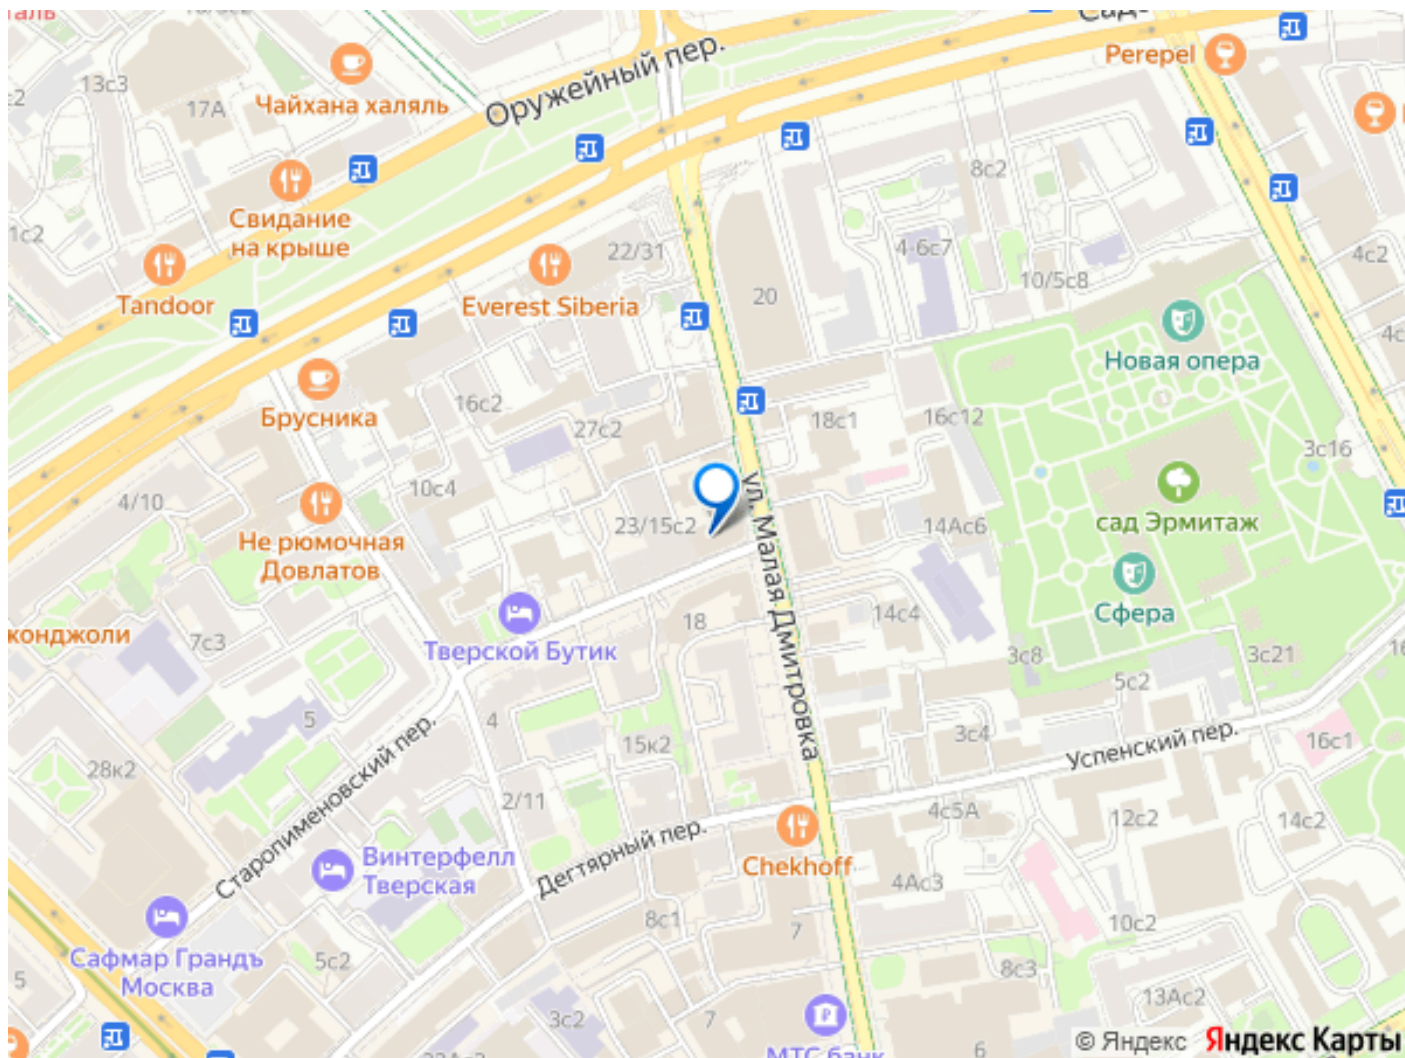 13с3
17А
Чайхана халяль
Оружейный пер.
Perepel
8с2
Свидание
на крыше
Tandoor
22/31
Everest Siberia
20
4-6с7
10/5с8
4с2
Новая опера
Брусника
16с2
27с2
18с1
16с12
3с16
4/10
10с4
Не рюмочная
Довлатов
23/15с2
ул. Малая Дмитровка
14Ас6
сад Эрмитаж
Сфера
7с3
Тверской Бутик
18
14с4
3с8
3с21
5с2
5
4
15к2
3с4
Успенский пер.
16с1
28к2
Старопименовский пер.
2/11
Дегтярный пер.
Chekhoff
4с5А
12с2
14с2
Винтерфелл
Тверская
4Ас3
8с1
7
10с2
Сафмар Грандъ
Москва
5с2
5
8с3
13Ас2
3с2
7
МТС банк
6
© Яндекс
Яндекс Карты